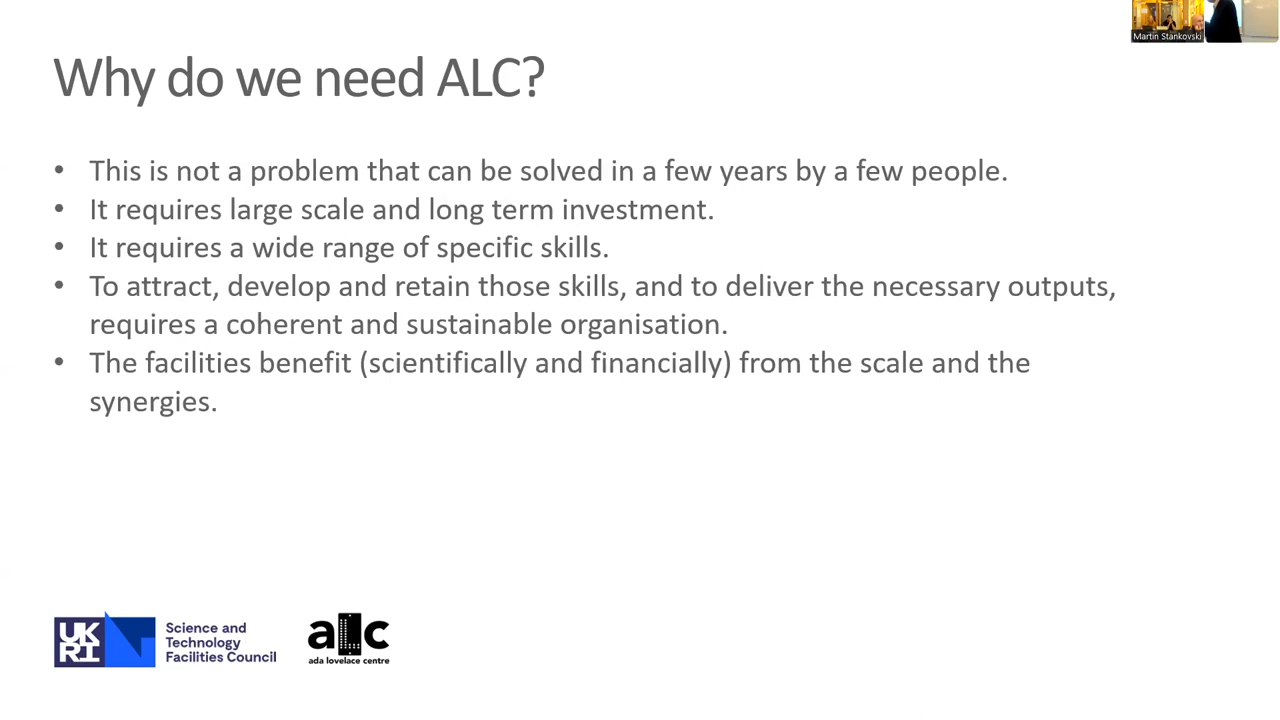 Martin Stankovski
Why do we need ALC?
• This is not a problem that can be solved in a few years by a few people.
• It requires large scale and long term investment.
• It requires a wide range of specific skills.
• To attract, develop and retain those skills, and to deliver the necessary outputs,
requires a coherent and sustainable organisation.
• The facilities benefit (scientifically and financially) from the scale and the
synergies.
UK
RI
Science and
Technology
Facilities Council
alc
ada lovelace centre